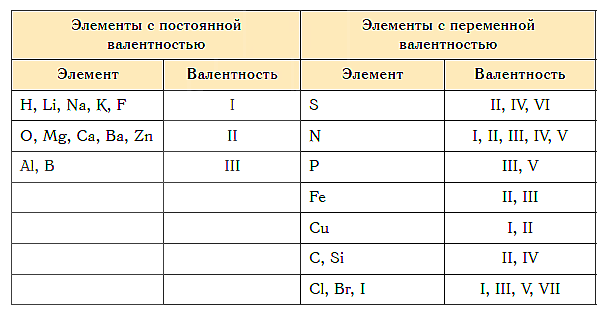 Элементы с постоянной валентностью | Элементы с переменной валентностью
Элемент | Валентность | Элемент | Валентность
H, Li, Na, K, F | I | S | II, IV, VI
O, Mg, Ca, Ba, Zn | II | N | I, II, III, IV, V
Al, B | III | P | III, V
Fe | II, III
Cu | I, II
C, Si | II, IV
Cl, Br, I | I, III, V, VII